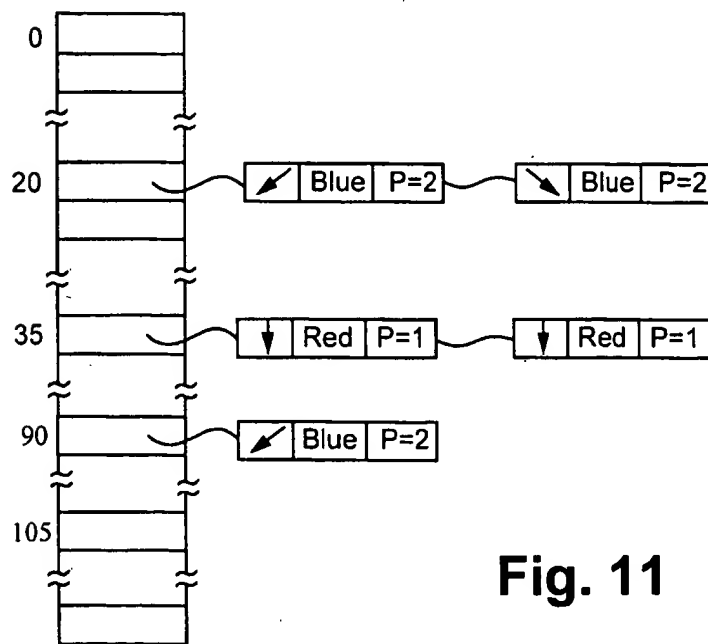 0
20 Blue P=2 Blue P=2
35 Red P=1 Red P=1
90 Blue P=2
105
Fig. 11